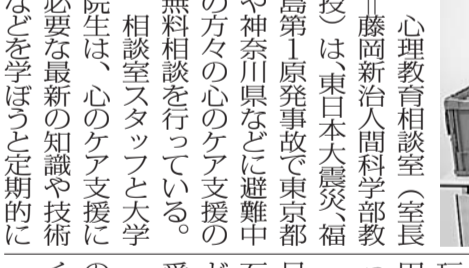 心理教育相談室(室長
=藤岡新治人間科学部教
授)は、東日本大震災、福
島第1原発事故で東京都
や神奈川県などに避難中
の方々の心のケア支援の
無料相談を行っている。
相談室スタッフと大学
院生は、心のケア支援に
必要な最新の知識や技術
などを学ぼうと定期的に